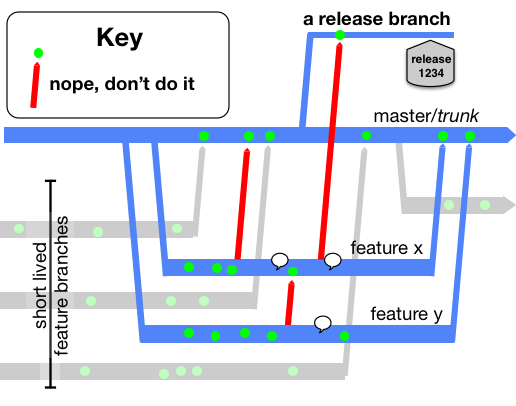 Key
nope, don't do it
a release branch
release
1234
master/trunk
feature x
feature y
short lived
feature branches